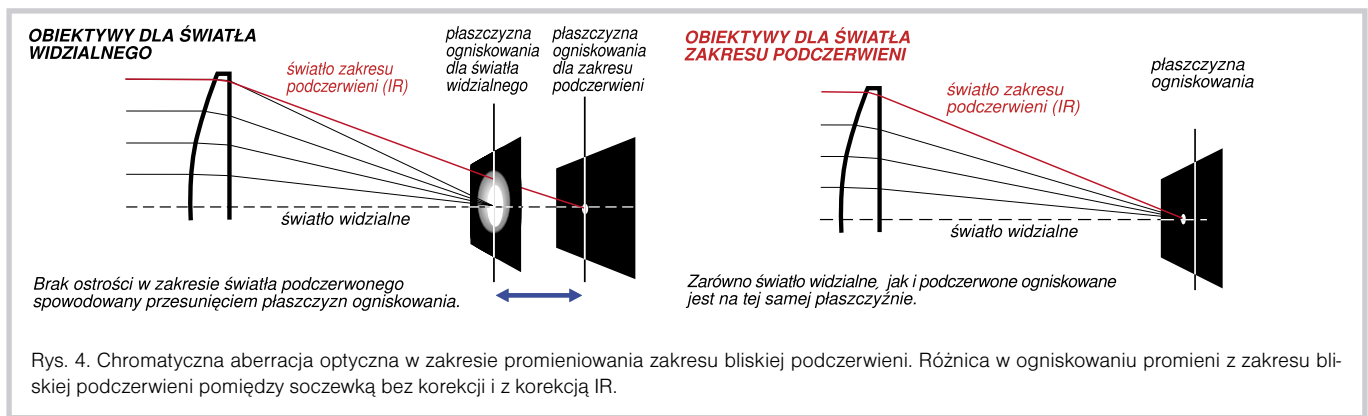 OBIEKTYWY DLA ŚWIATŁA
WIDZIALNEGO
światło zakresu
podczerwieni (IR)
płaszczyzna
ogniskowania
dla światła
widzialnego
płaszczyzna
ogniskowania
dla zakresu
podczerwieni
światło widzialne
Brak ostrości w zakresie światła podczerwonego
spowodowany przesunięciem płaszczyzn ogniskowania.
OBIEKTYWY DLA ŚWIATŁA
ZAKRESU PODCZERWIENI
światło zakresu
podczerwieni (IR)
płaszczyzna
ogniskowania
światło widzialne
Zarówno światło widzialne, jak i podczerwone ogniskowane
jest na tej samej płaszczyźnie.
Rys. 4. Chromatyczna aberracja optyczna w zakresie promieniowania zakresu bliskiej podczerwieni. Różnica w ogniskowaniu promieni z zakresu bli-
skiej podczerwieni pomiędzy soczewką bez korekcji i z korekcją IR.